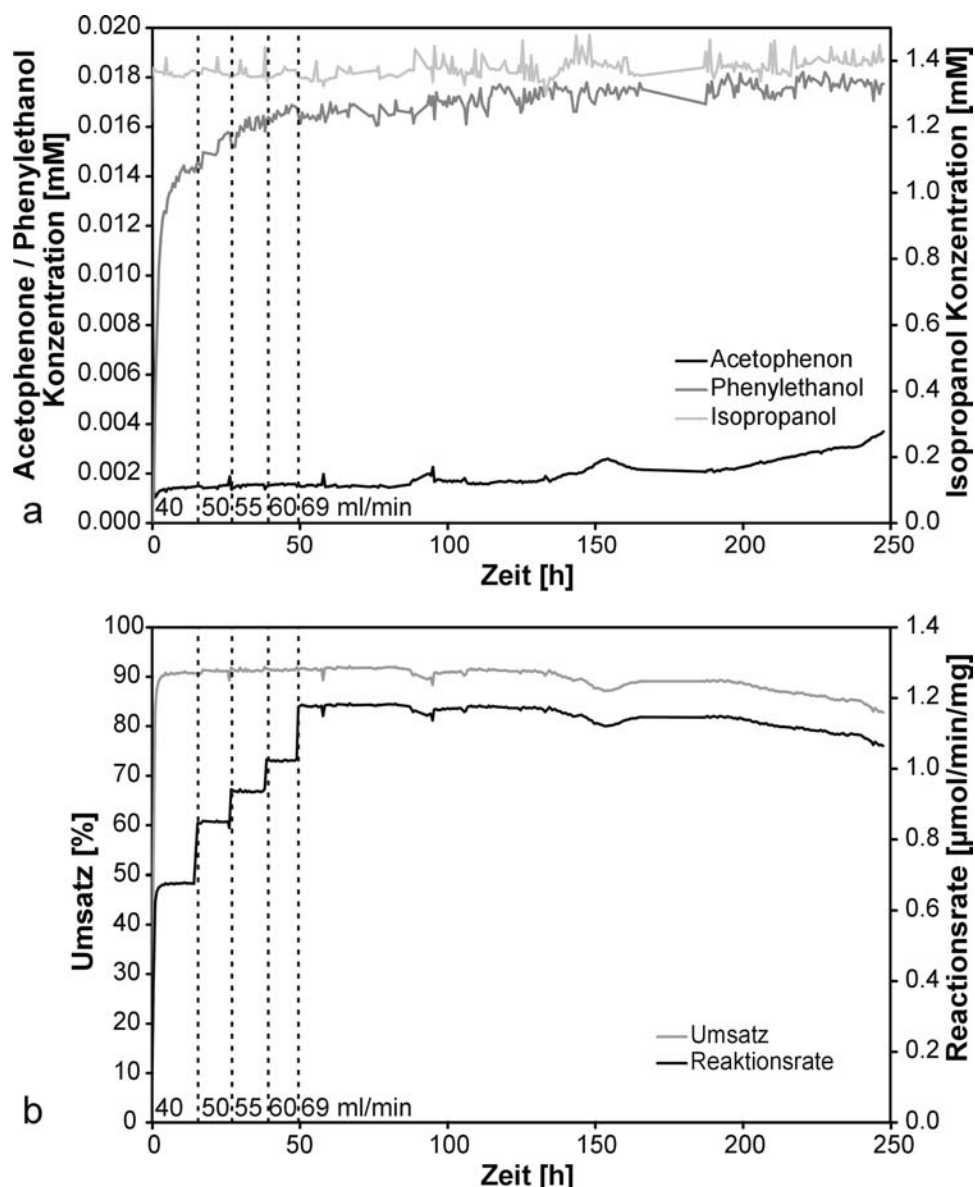 0.020
0.018
0.016
0.014
0.012
0.010
0.008
0.006
0.004
0.002
0.000
Acetophenone / Phenylethanol
Konzentration [mM]
1.4
1.2
1.0
0.8
0.6
0.4
0.2
0.0
Isopropanol Konzentration [mM]
Acetophenon
Phenylethanol
Isopropanol
40 50 55 60 69 ml/min
a
0 50 100 150 200 250
Zeit [h]
100
90
80
70
60
50
40
30
20
10
0
Umsatz [%]
1.4
1.2
1.0
0.8
0.6
0.4
0.2
0.0
Reactionsrate [µmol/min/mg]
Umsatz
Reaktionsrate
40 50 55 60 69 ml/min
b
0 50 100 150 200 250
Zeit [h]